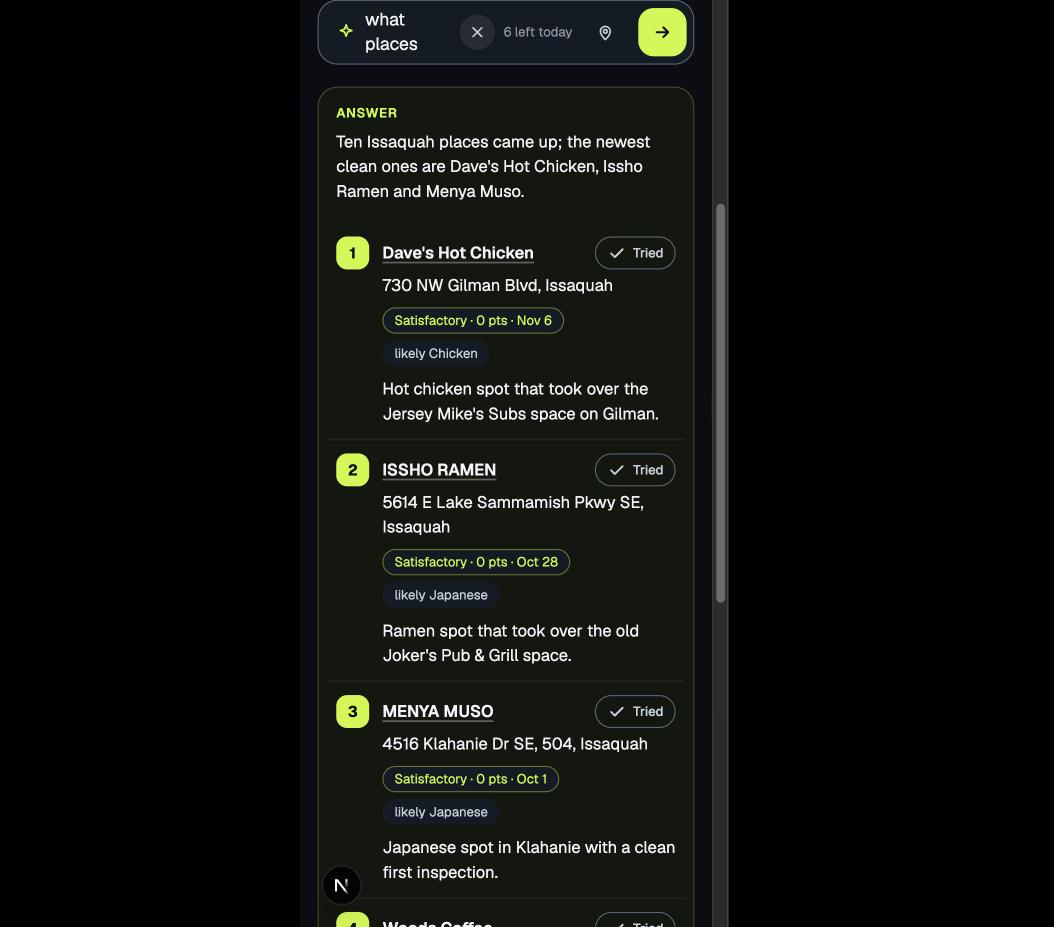 what
places
6 left today
ANSWER
Ten Issaquah places came up; the newest
clean ones are Dave's Hot Chicken, Issho
Ramen and Menya Muso.
1
Dave's Hot Chicken
Tried
730 NW Gilman Blvd, Issaquah
Satisfactory · 0 pts · Nov 6
likely Chicken
Hot chicken spot that took over the
Jersey Mike's Subs space on Gilman.
2
ISSHO RAMEN
Tried
5614 E Lake Sammamish Pkwy SE,
Issaquah
Satisfactory · 0 pts · Oct 28
likely Japanese
Ramen spot that took over the old
Joker's Pub & Grill space.
3
MENYA MUSO
Tried
4516 Klahanie Dr SE, 504, Issaquah
Satisfactory · 0 pts · Oct 1
likely Japanese
Japanese spot in Klahanie with a clean
first inspection.
N
4
Woods Coffee
Tried